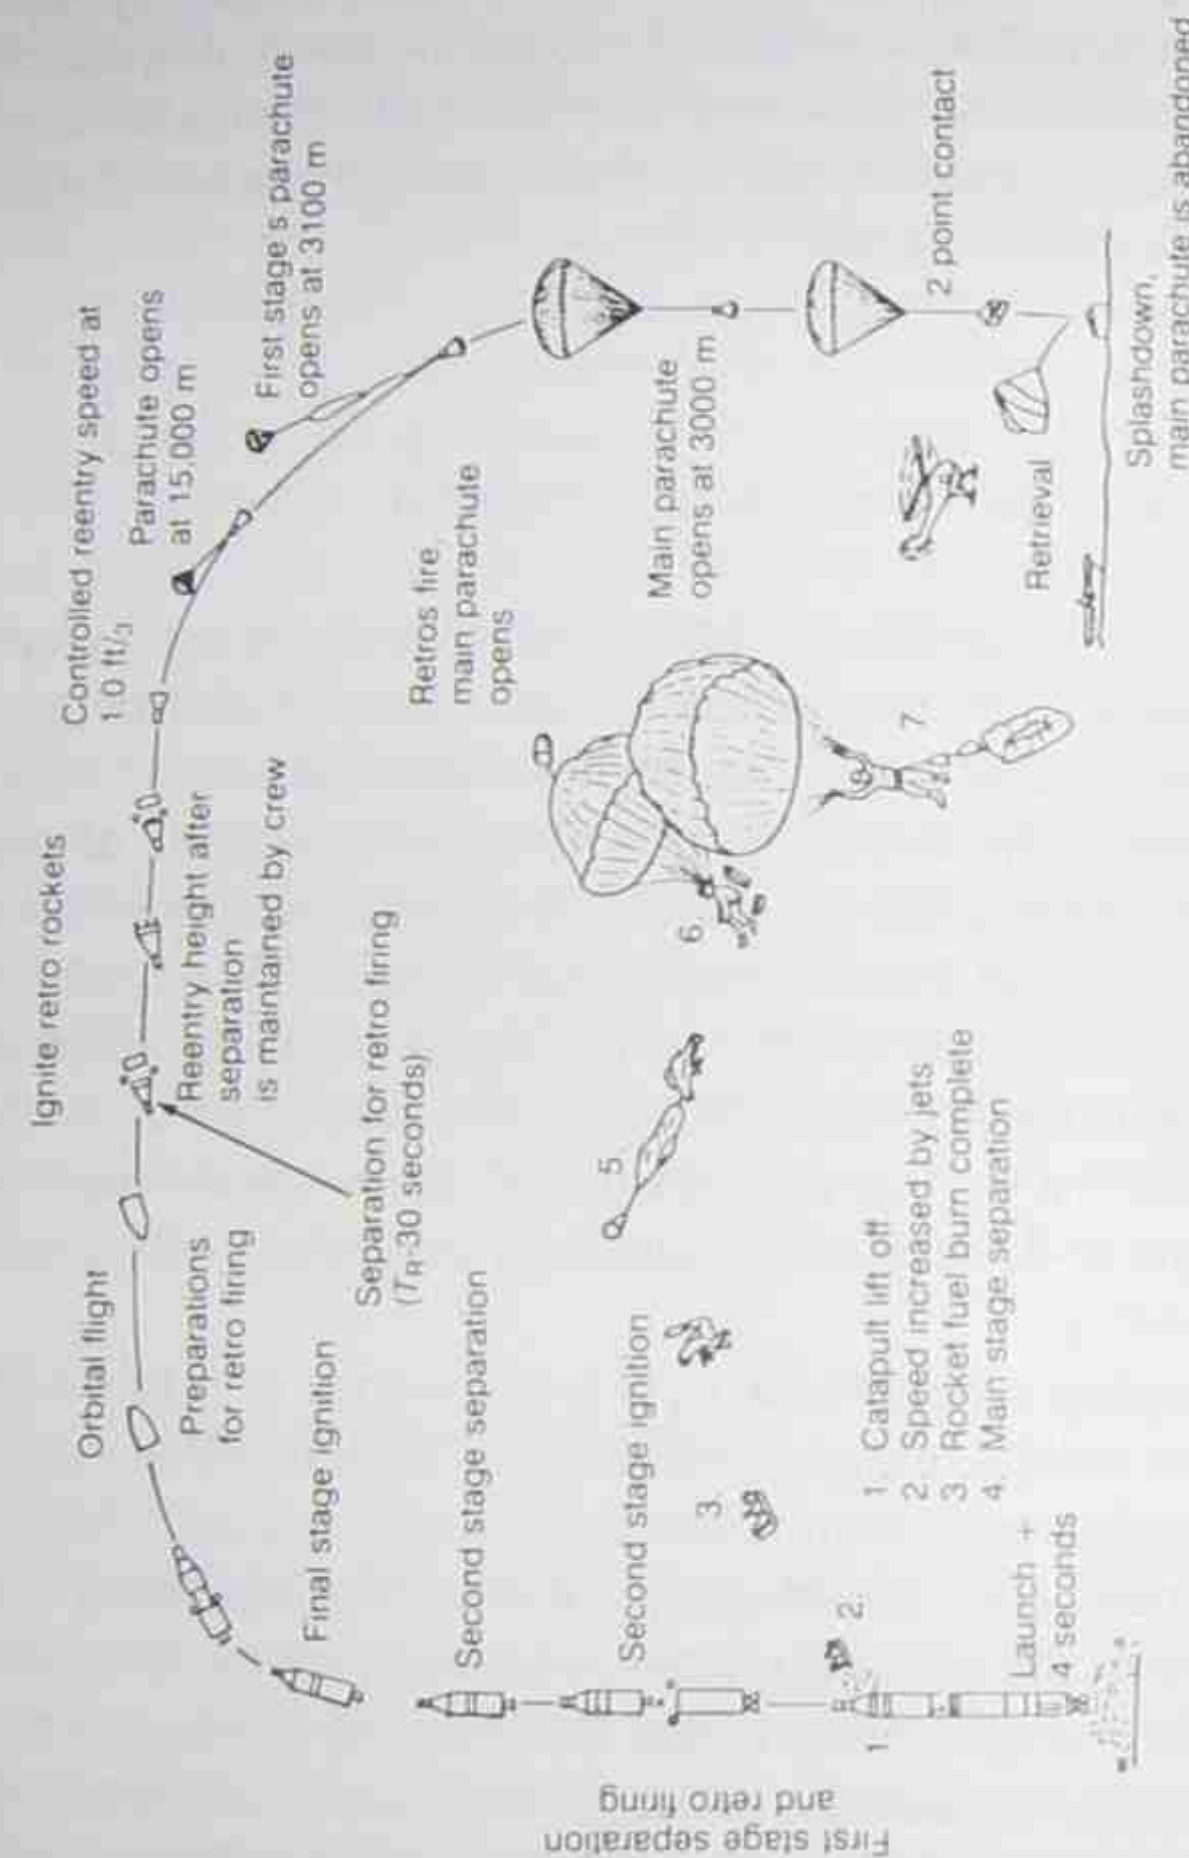 First stage separation
and retro firing
Launch +
4 seconds
1.
2.
3.
Second stage ignition
Second stage separation
Final stage ignition
Orbital flight
Preparations
for retro firing
Separation for retro firing
(TR-30 seconds)
Ignite retro rockets
Reentry height after
separation
is maintained by crew
Controlled reentry speed at
Parachute opens
at 15,000 m
First stage's parachute
opens at 3100 m
Retros fire,
main parachute
opens
Main parachute
opens at 3000 m
2 point contact
Retrieval
Splashdown,
main parachute is abandoned
5
6.
7.
1. Catapult lift off
2. Speed increased by jets
3 Rocket fuel burn complete
4. Main stage separation